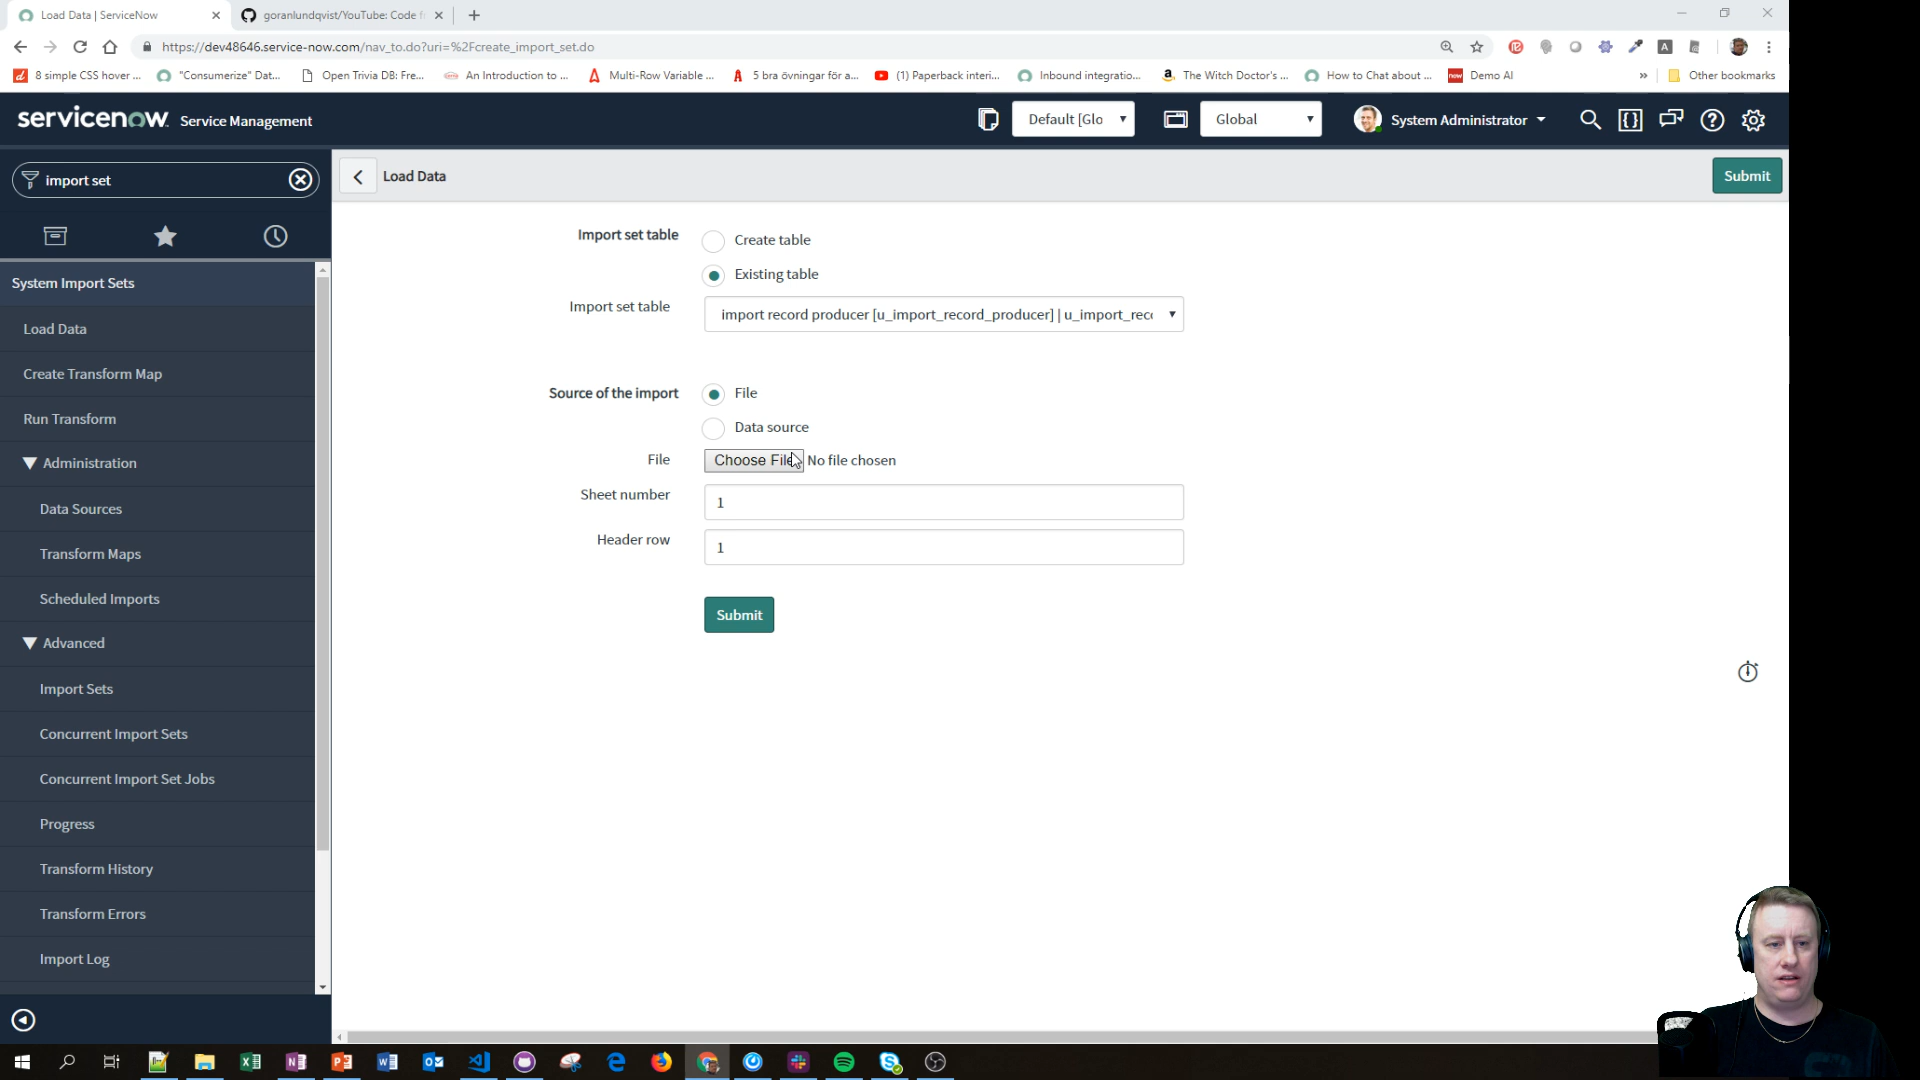 Load Data | ServiceNow
goranlundqvist/YouTube: Code f
https://dev48646.service-now.com/nav_to.do?uri=%2Fcreate_import_set.do
8 simple CSS hover ...
"Consumerize" Dat...
Open Trivia DB: Fre...
An Introduction to ...
Multi-Row Variable ...
5 bra övningar för a...
(1) Paperback interi...
Inbound integratio...
The Witch Doctor's ...
How to Chat about ...
Demo AI
»
Other bookmarks
servicenow Service Management
Default [Glo
Global
System Administrator
import set
Load Data
Submit
System Import Sets
Load Data
Create Transform Map
Run Transform
Administration
Data Sources
Transform Maps
Scheduled Imports
Advanced
Import Sets
Concurrent Import Sets
Concurrent Import Set Jobs
Progress
Transform History
Transform Errors
Import Log
Import set table
Create table
Existing table
Import set table
import record producer [u_import_record_producer] | u_import_rec
Source of the import
File
Data source
File
Choose File No file chosen
Sheet number
1
Header row
1
Submit